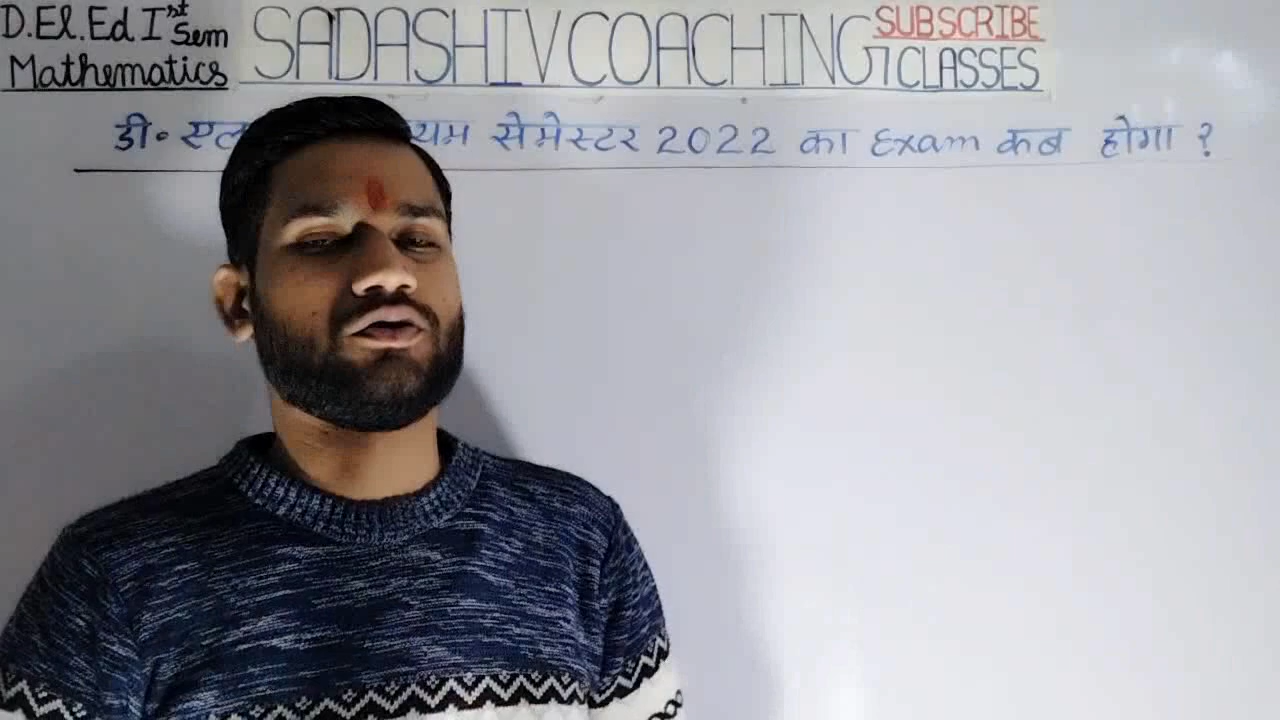 D.El.Ed Ist Sem
Mathematics
SADASHIV COACHING CLASSES
SUBSCRIBE
डी॰ एल सेमेस्टर 2022 का Exam कब होगा ?